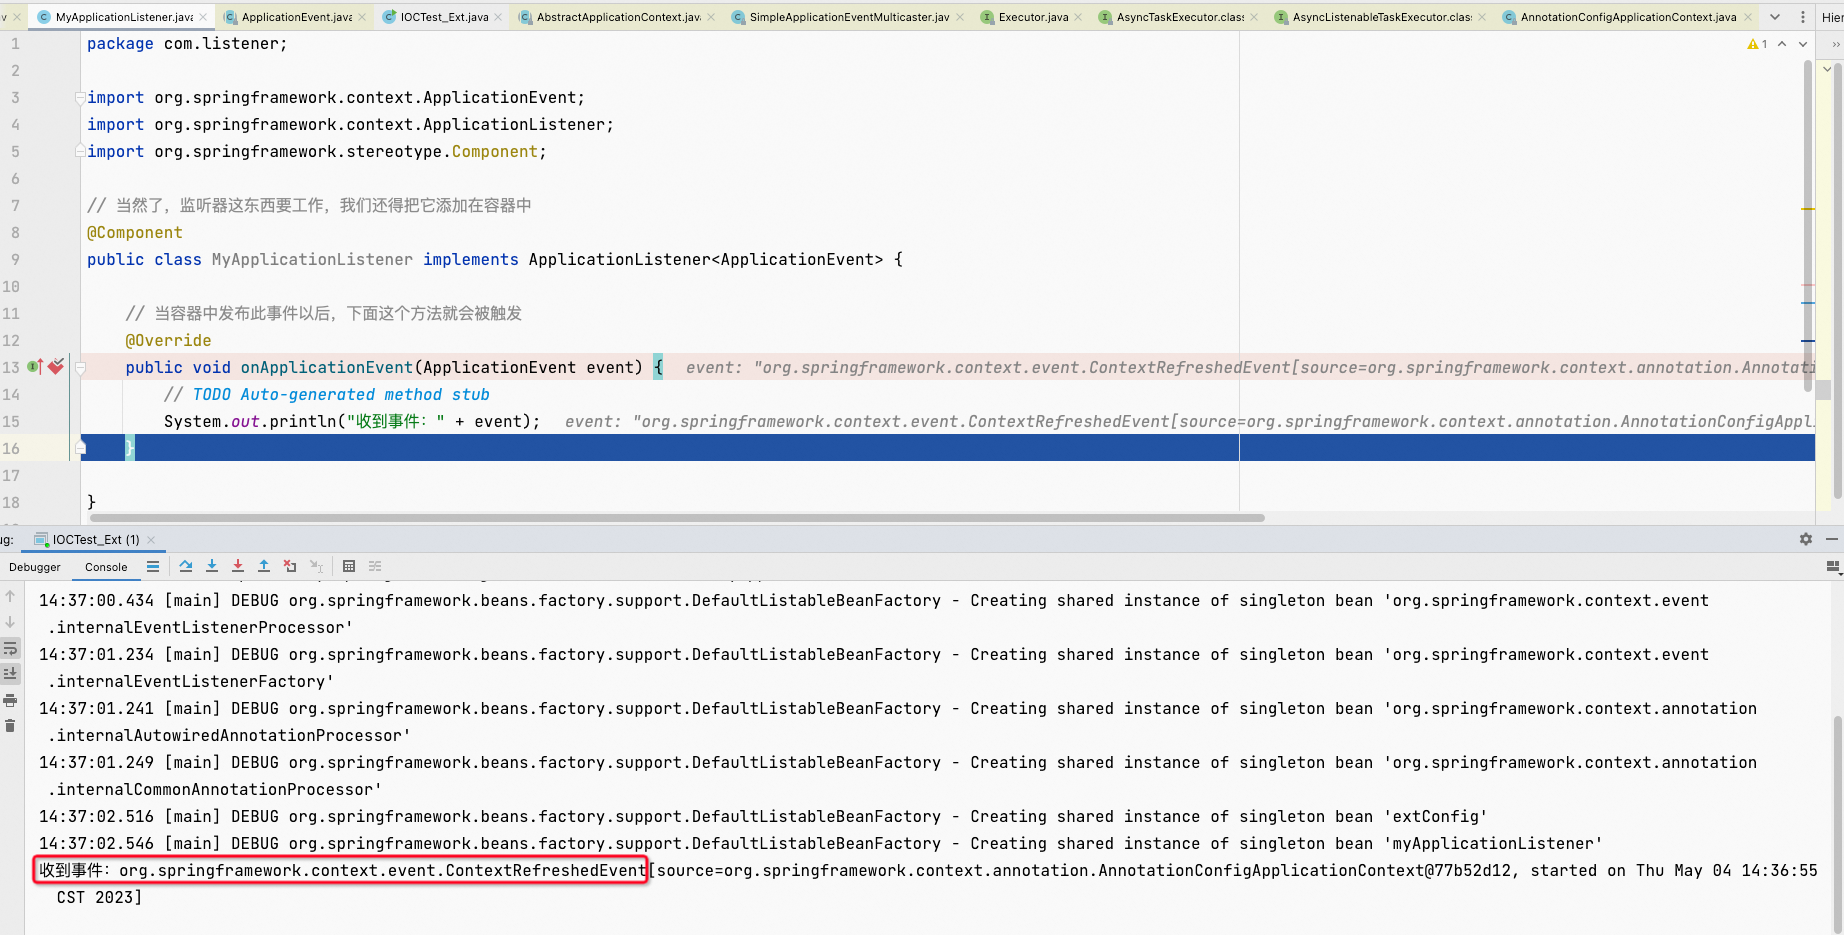 v
MyApplicationListener.java
ApplicationEvent.java
IOCTest_Ext.java
AbstractApplicationContext.java
SimpleApplicationEventMulticaster.jav
Executor.java
AsyncTaskExecutor.class
AsyncListenableTaskExecutor.clas
AnnotationConfigApplicationContext.java
Hier
1 package com.listener;
1
2
3 import org.springframework.context.ApplicationEvent;
4 import org.springframework.context.ApplicationListener;
5 import org.springframework.stereotype.Component;
6
7 // 当然了，监听器这东西要工作，我们还得把它添加在容器中
8 @Component
9 public class MyApplicationListener implements ApplicationListener<ApplicationEvent> {
10
11 // 当容器中发布此事件以后，下面这个方法就会被触发
12 @Override
13 public void onApplicationEvent(ApplicationEvent event) { event: "org.springframework.context.event.ContextRefreshedEvent[source=org.springframework.context.annotation.Annotati
14 // TODO Auto-generated method stub
15 System.out.println("收到事件：" + event); event: "org.springframework.context.event.ContextRefreshedEvent[source=org.springframework.context.annotation.AnnotationConfigAppl
16 }
17
18 }
ug: IOCTest_Ext (1)
Debugger Console
14:37:00.434 [main] DEBUG org.springframework.beans.factory.support.DefaultListableBeanFactory - Creating shared instance of singleton bean 'org.springframework.context.event
.internalEventListenerProcessor'
14:37:01.234 [main] DEBUG org.springframework.beans.factory.support.DefaultListableBeanFactory - Creating shared instance of singleton bean 'org.springframework.context.event
.internalEventListenerFactory'
14:37:01.241 [main] DEBUG org.springframework.beans.factory.support.DefaultListableBeanFactory - Creating shared instance of singleton bean 'org.springframework.context.annotation
.internalAutowiredAnnotationProcessor'
14:37:01.249 [main] DEBUG org.springframework.beans.factory.support.DefaultListableBeanFactory - Creating shared instance of singleton bean 'org.springframework.context.annotation
.internalCommonAnnotationProcessor'
14:37:02.516 [main] DEBUG org.springframework.beans.factory.support.DefaultListableBeanFactory - Creating shared instance of singleton bean 'extConfig'
14:37:02.546 [main] DEBUG org.springframework.beans.factory.support.DefaultListableBeanFactory - Creating shared instance of singleton bean 'myApplicationListener'
收到事件：org.springframework.context.event.ContextRefreshedEvent[source=org.springframework.context.annotation.AnnotationConfigApplicationContext@77b52d12, started on Thu May 04 14:36:55
CST 2023]